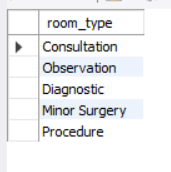 room_type
Consultation
Observation
Diagnostic
Minor Surgery
Procedure